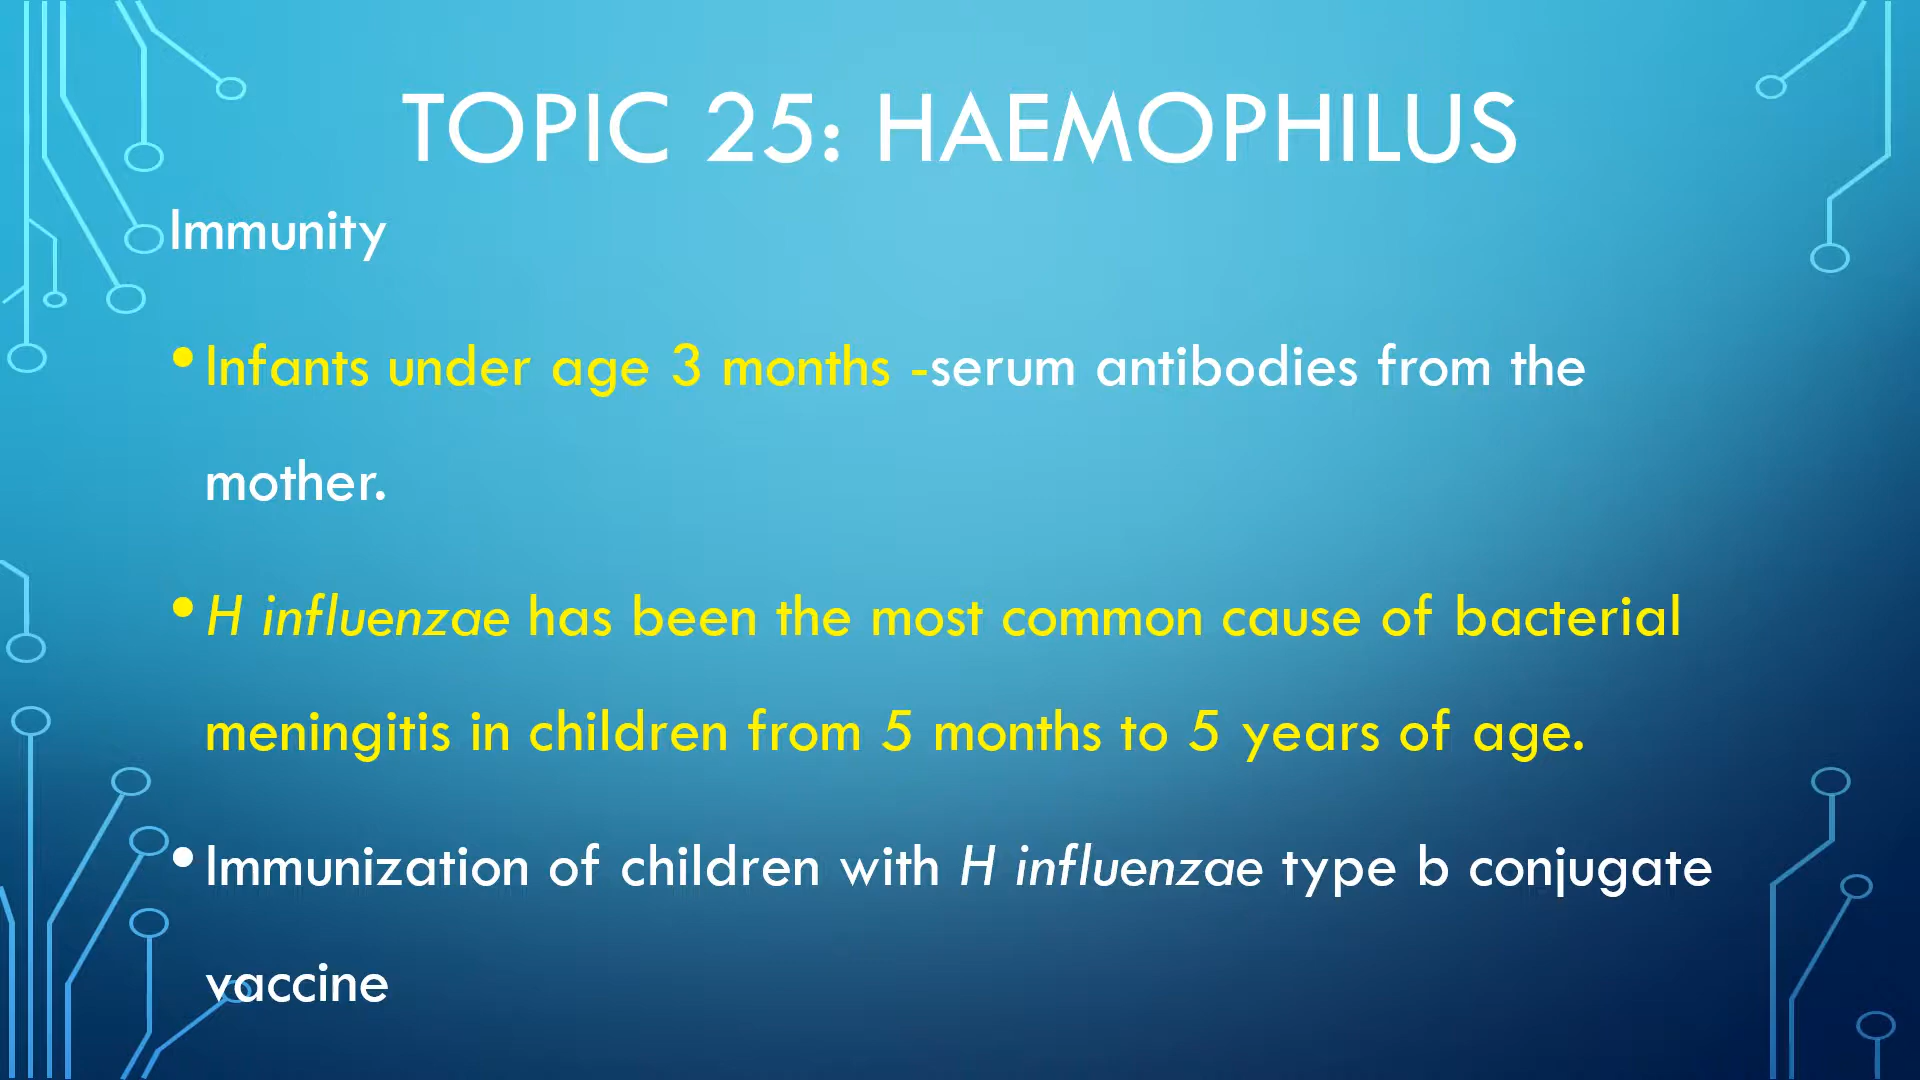 TOPIC 25: HAEMOPHILUS
Immunity
• Infants under age 3 months -serum antibodies from the
mother.
• H influenzae has been the most common cause of bacterial
meningitis in children from 5 months to 5 years of age.
• Immunization of children with H influenzae type b conjugate
vaccine